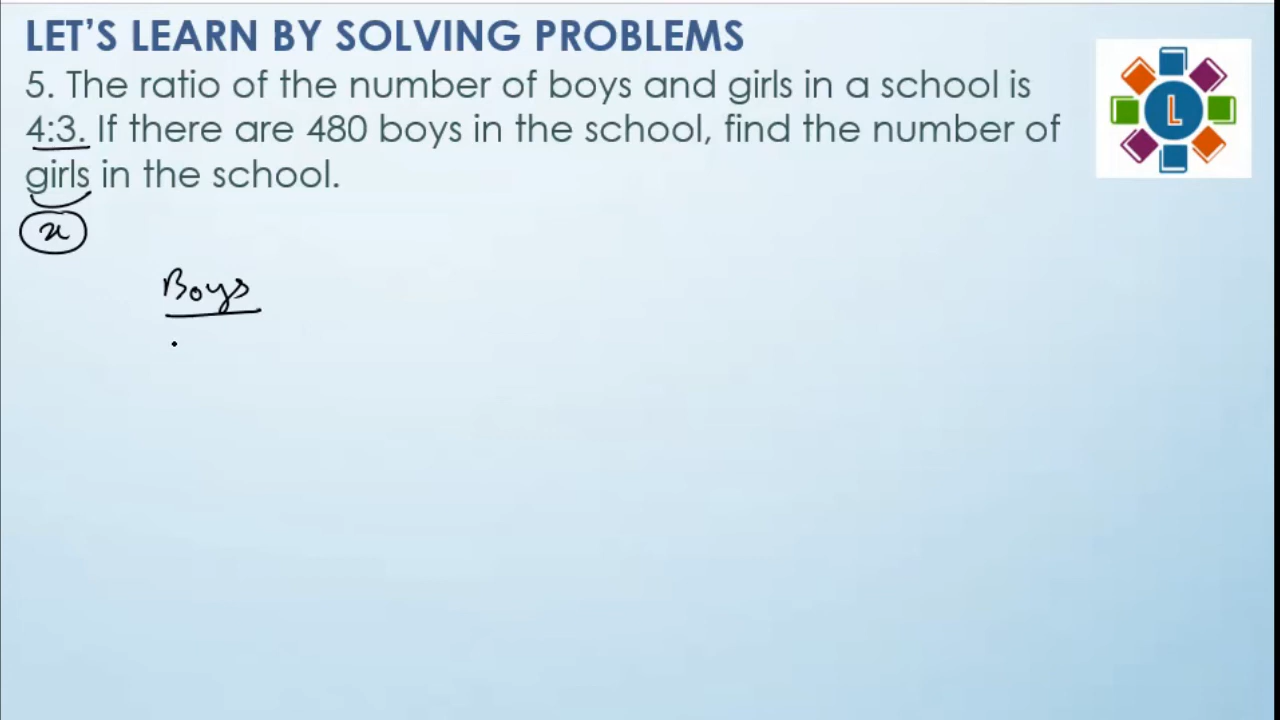 LET'S LEARN BY SOLVING PROBLEMS
5. The ratio of the number of boys and girls in a school is
4:3. If there are 480 boys in the school, find the number of
girls in the school.
x
Boys
L